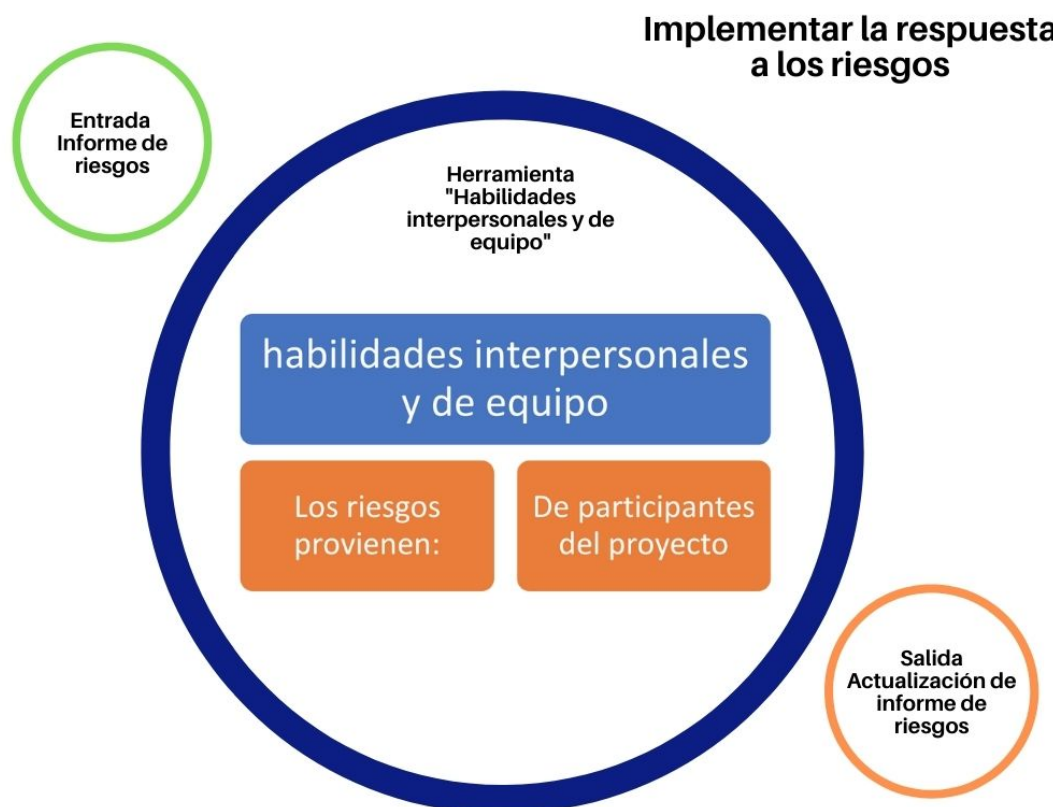 Implementar la respuesta
a los riesgos
Entrada
Informe de
riesgos
Herramienta
"Habilidades
interpersonales y de
equipo"
habilidades interpersonales
y de equipo
Los riesgos
provienen:
De participantes
del proyecto
Salida
Actualización de
informe de
riesgos